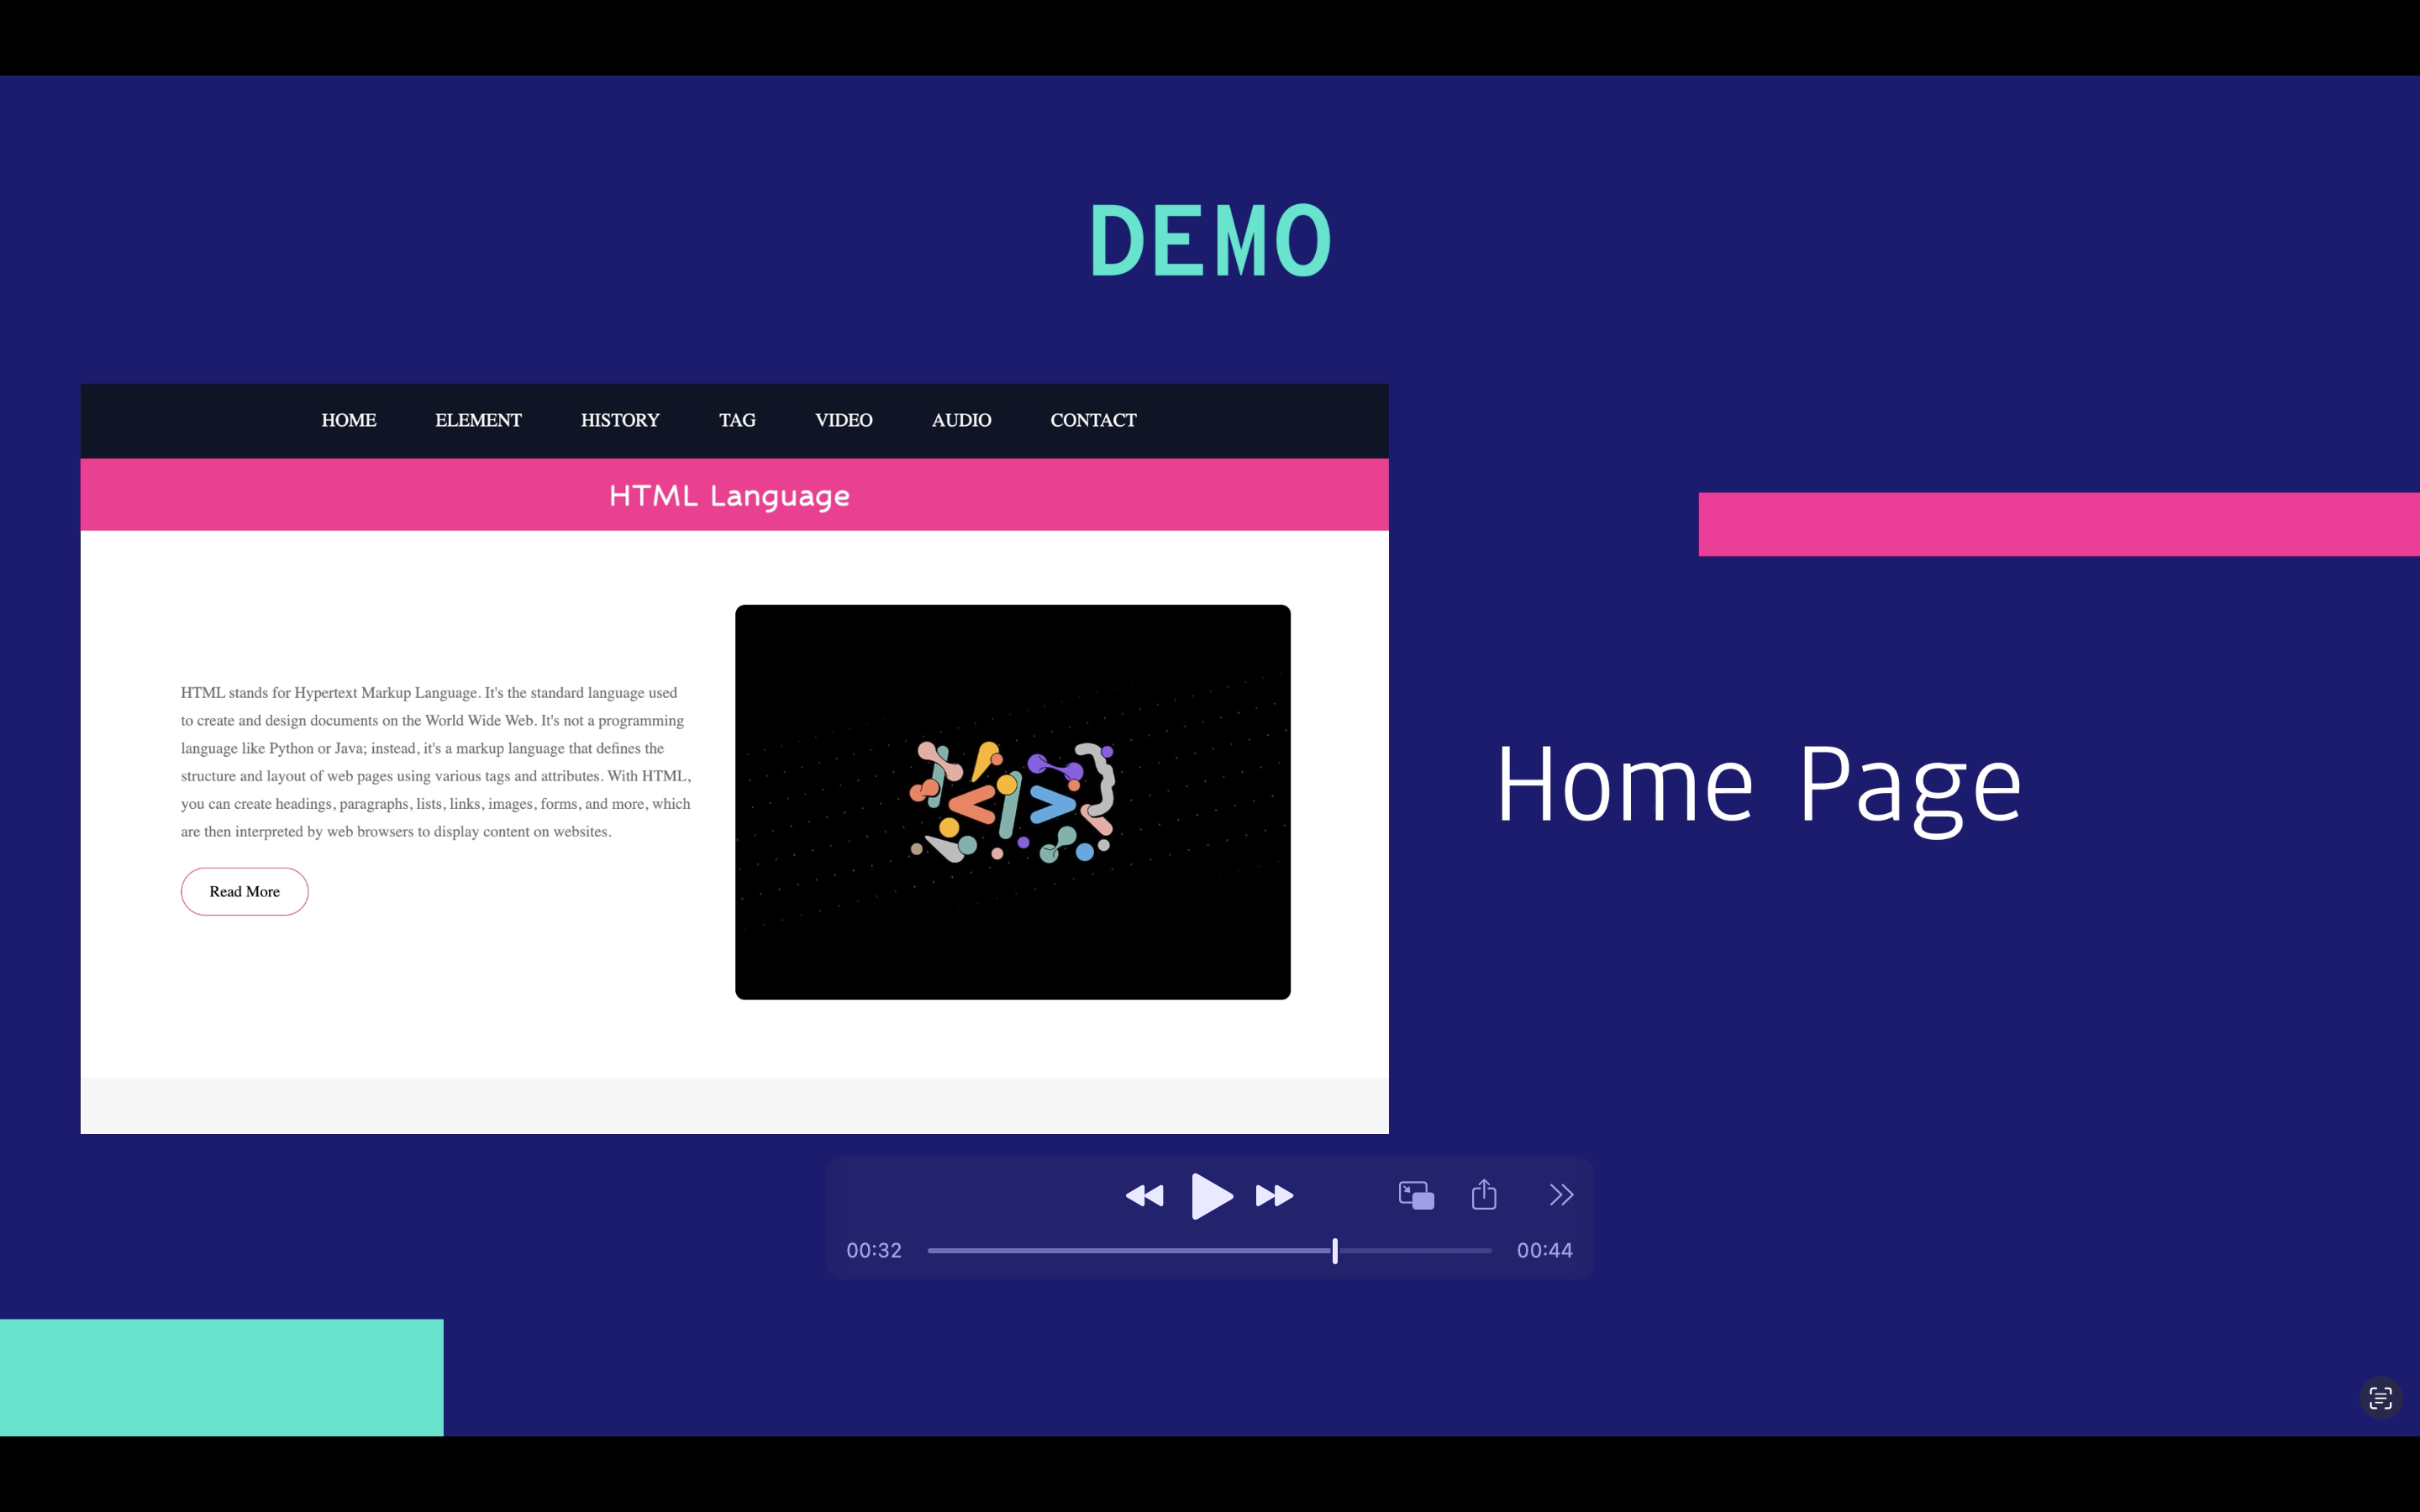 DEMO
HOME ELEMENT HISTORY TAG VIDEO AUDIO CONTACT
HTML Language
HTML stands for Hypertext Markup Language. It's the standard language used
to create and design documents on the World Wide Web. It's not a programming
language like Python or Java; instead, it's a markup language that defines the
structure and layout of web pages using various tags and attributes. With HTML,
you can create headings, paragraphs, lists, links, images, forms, and more, which
are then interpreted by web browsers to display content on websites.
Read More
</>
Home Page
00:32 00:44